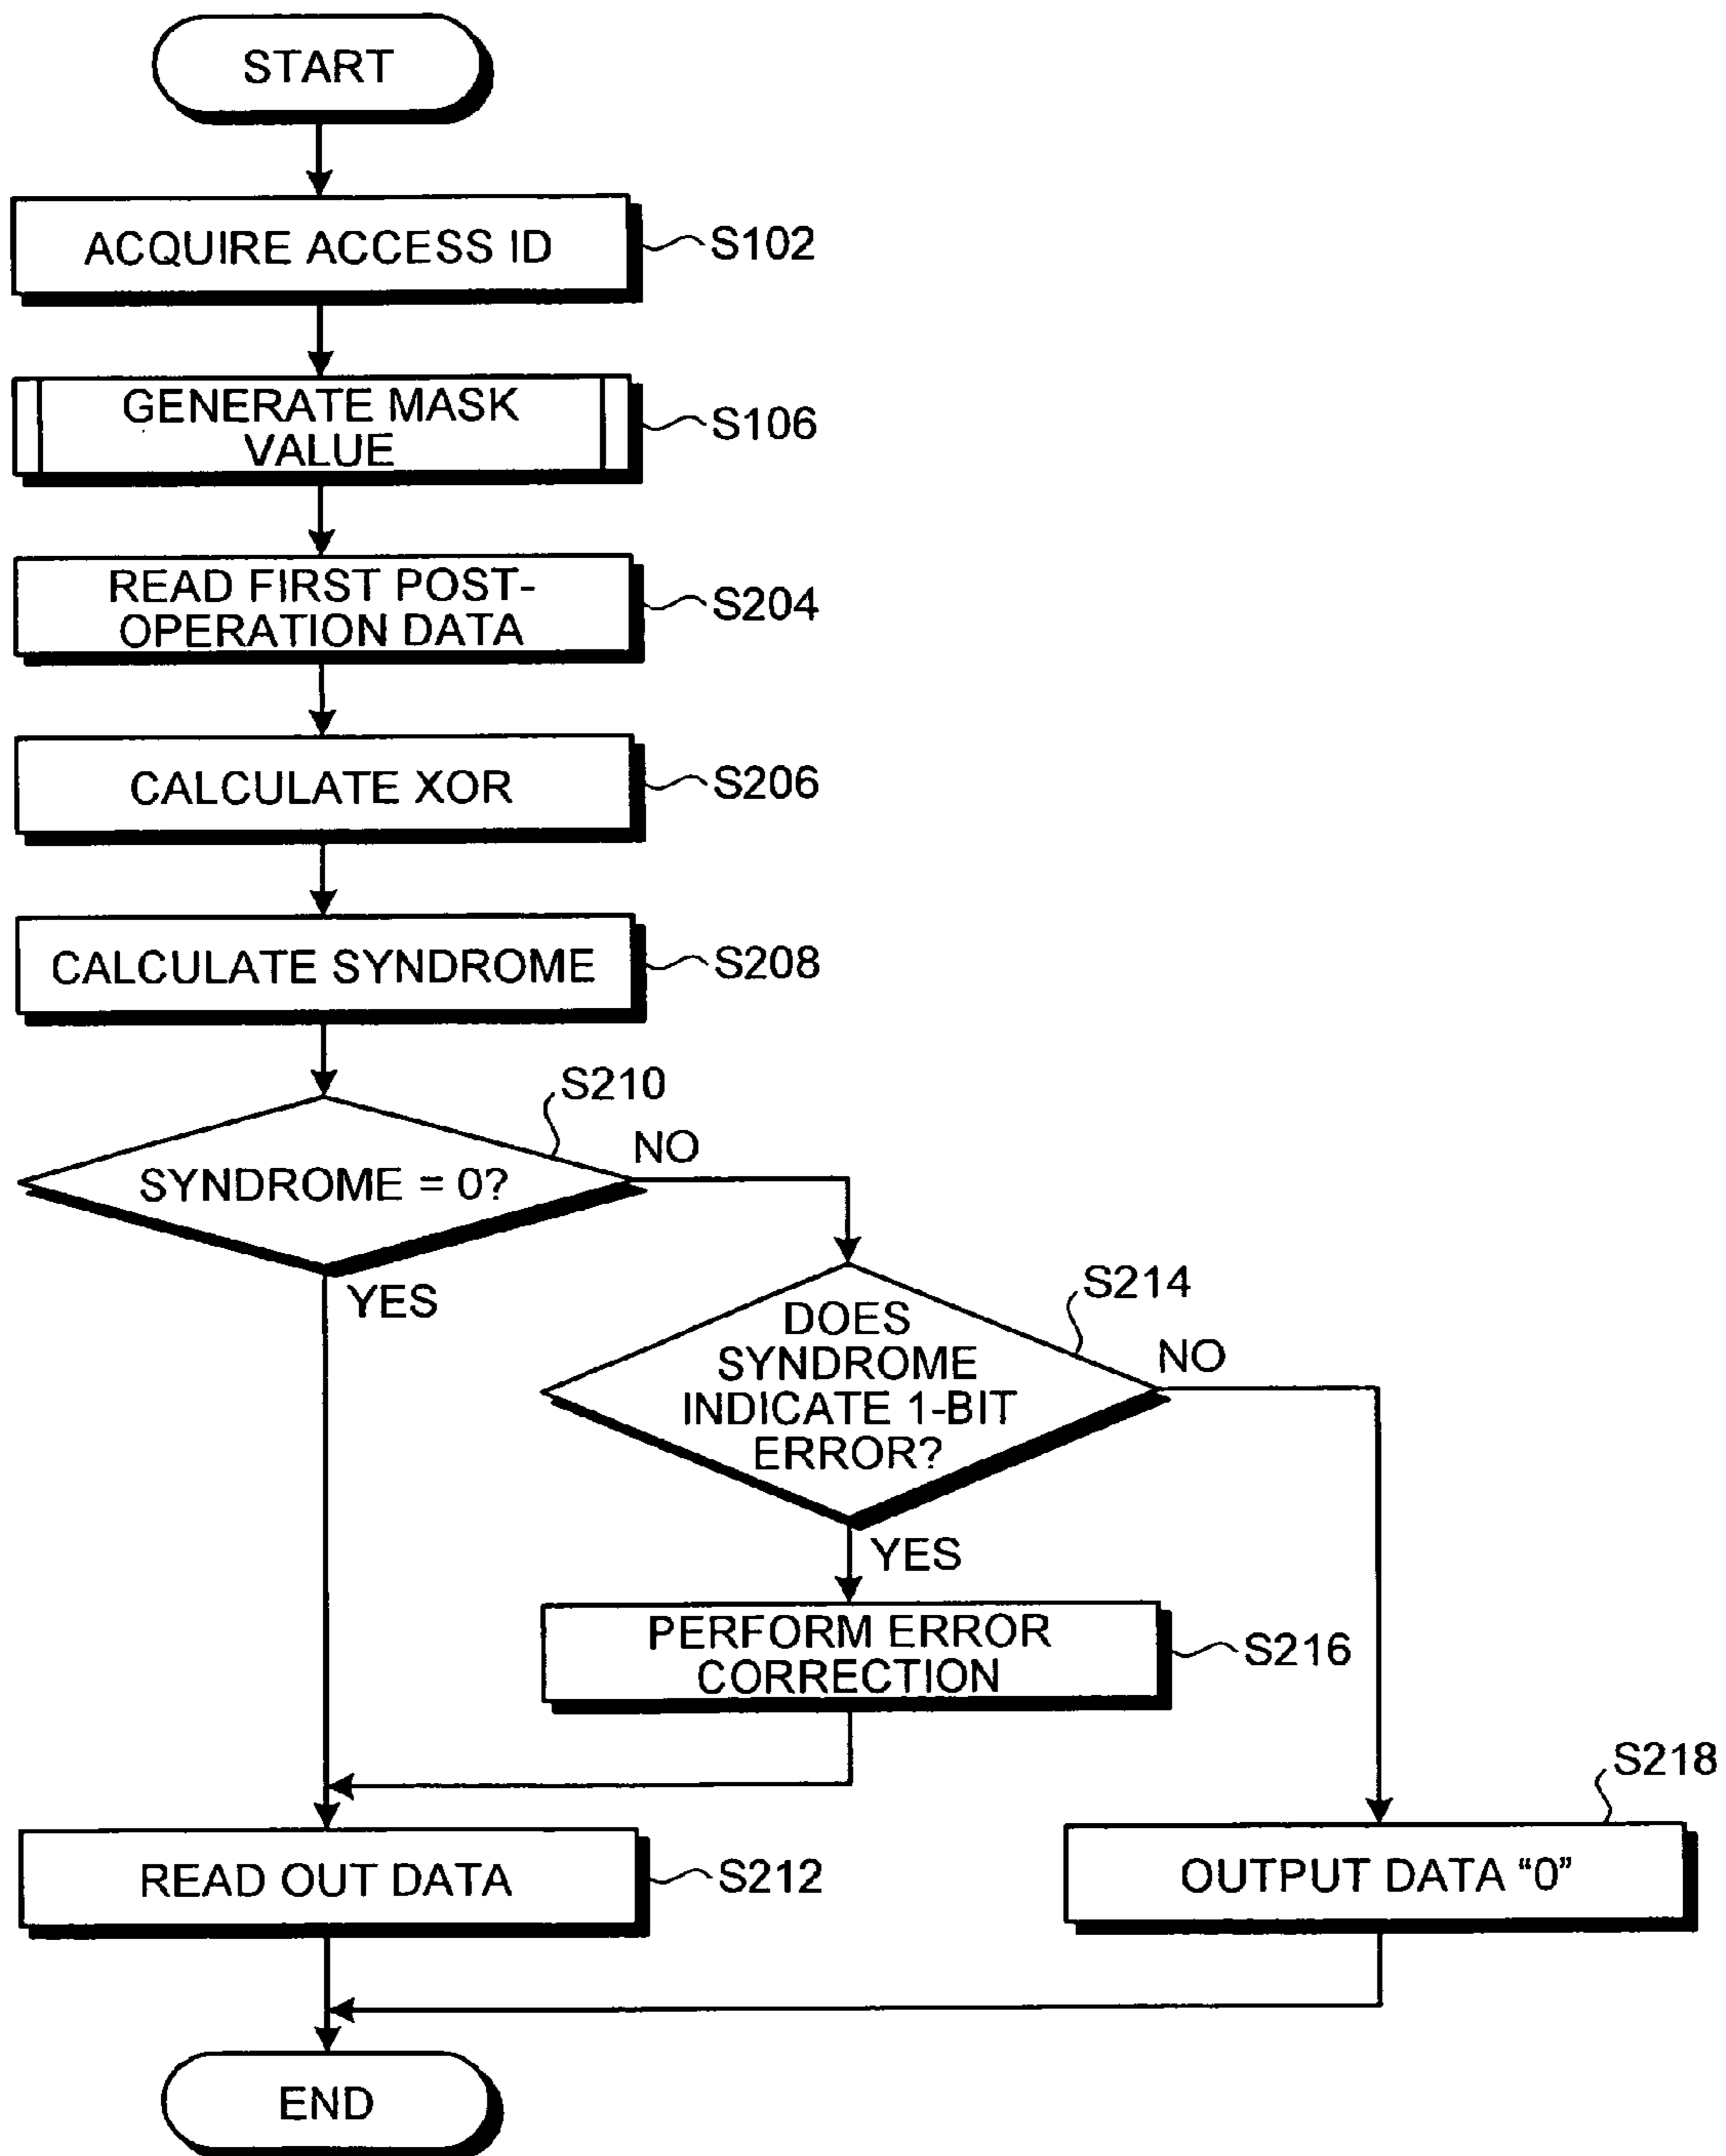 START
ACQUIRE ACCESS ID
S102
GENERATE MASK
VALUE
S106
READ FIRST POST-
OPERATION DATA
S204
CALCULATE XOR
S206
CALCULATE SYNDROME
S208
S210
SYNDROME = 0?
NO
YES
S214
DOES
SYNDROME
INDICATE 1-BIT
ERROR?
NO
YES
PERFORM ERROR
CORRECTION
S216
READ OUT DATA
S212
S218
OUTPUT DATA “0”
END